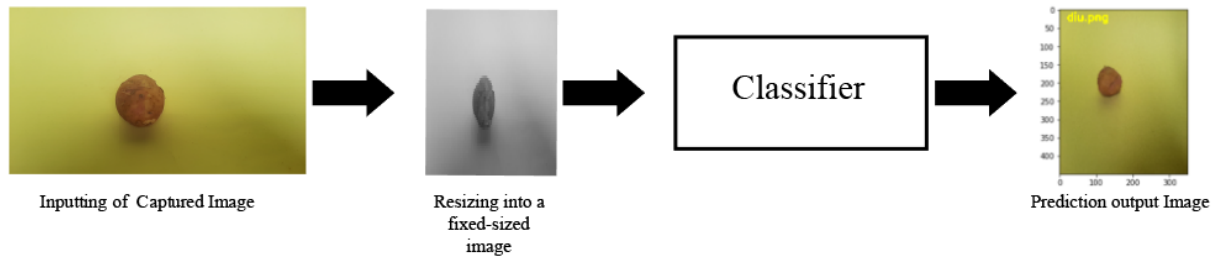 Classifier
diu.png
0
50
100
150
200
250
300
350
400
0 100 200 300
Inputting of Captured Image
Resizing into a
fixed-sized
image
Prediction output Image